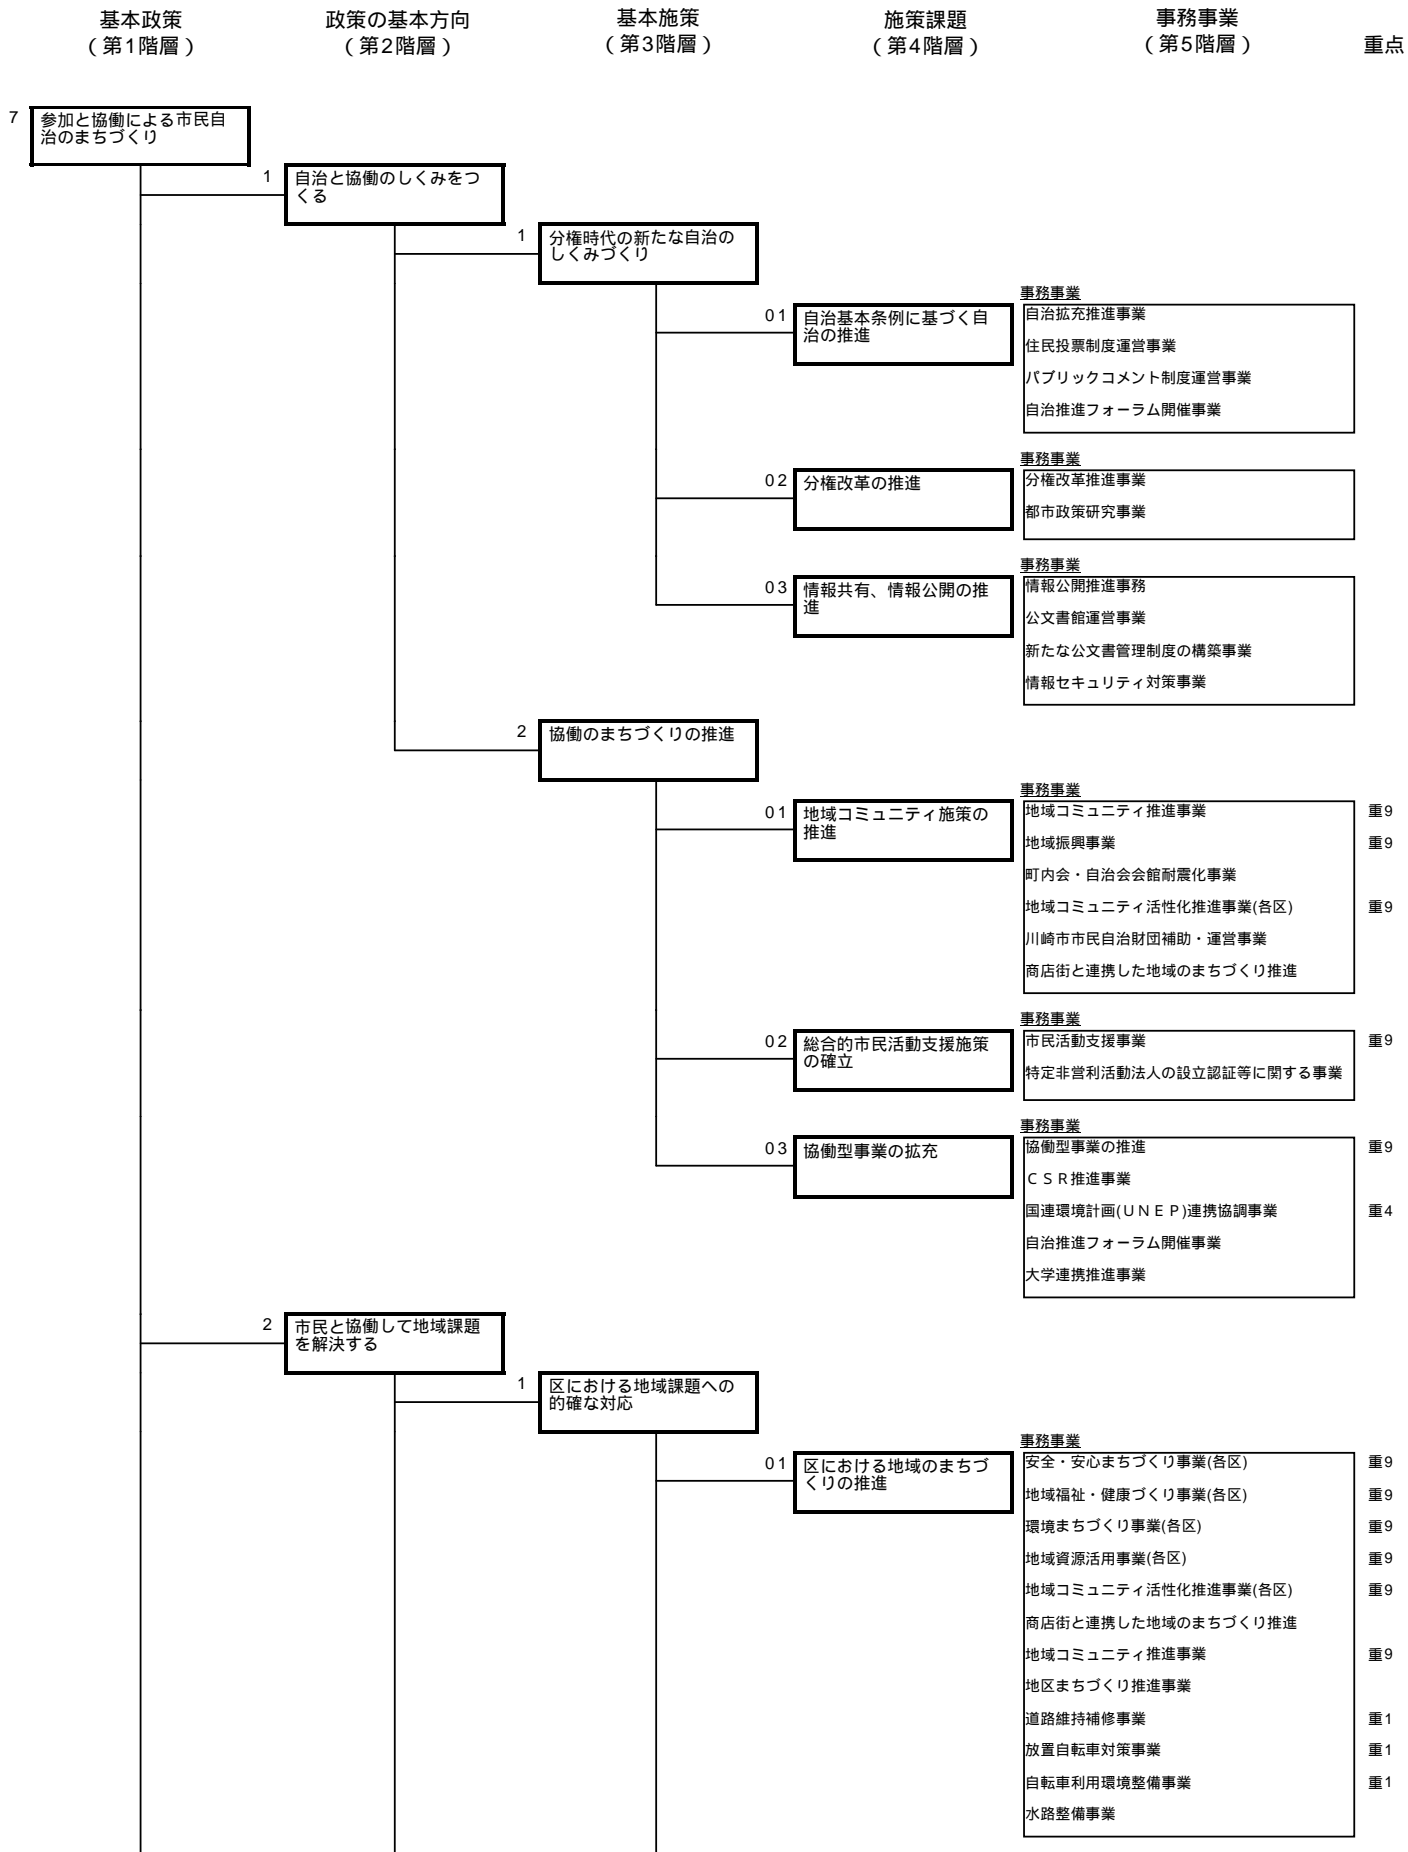 基本政策
（第1階層）
政策の基本方向
（第2階層）
基本施策
（第3階層）
施策課題
（第4階層）
事務事業
（第5階層）
重点
7
参加と協働による市民自
治のまちづくり
1
自治と協働のしくみをつ
くる
1
分権時代の新たな自治の
しくみづくり
01
自治基本条例に基づく自
治の推進
事務事業
自治拡充推進事業
住民投票制度運営事業
パブリックコメント制度運営事業
自治推進フォーラム開催事業
02
分権改革の推進
事務事業
分権改革推進事業
都市政策研究事業
03
情報共有、情報公開の推
進
事務事業
情報公開推進事務
公文書館運営事業
新たな公文書管理制度の構築事業
情報セキュリティ対策事業
2
協働のまちづくりの推進
01
地域コミュニティ施策の
推進
事務事業
地域コミュニティ推進事業 重9
地域振興事業 重9
町内会・自治会会館耐震化事業
地域コミュニティ活性化推進事業(各区) 重9
川崎市市民自治財団補助・運営事業
商店街と連携した地域のまちづくり推進
02
総合的市民活動支援施策
の確立
事務事業
市民活動支援事業 重9
特定非営利活動法人の設立認証等に関する事業
03
協働型事業の拡充
事務事業
協働型事業の推進 重9
ＣＳＲ推進事業
国連環境計画(ＵＮＥＰ)連携協調事業 重4
自治推進フォーラム開催事業
大学連携推進事業
2
市民と協働して地域課題
を解決する
1
区における地域課題への
的確な対応
01
区における地域のまちづ
くりの推進
事務事業
安全・安心まちづくり事業(各区) 重9
地域福祉・健康づくり事業(各区) 重9
環境まちづくり事業(各区) 重9
地域資源活用事業(各区) 重9
地域コミュニティ活性化推進事業(各区) 重9
商店街と連携した地域のまちづくり推進
地域コミュニティ推進事業 重9
地区まちづくり推進事業
道路維持補修事業 重1
放置自転車対策事業 重1
自転車利用環境整備事業 重1
水路整備事業